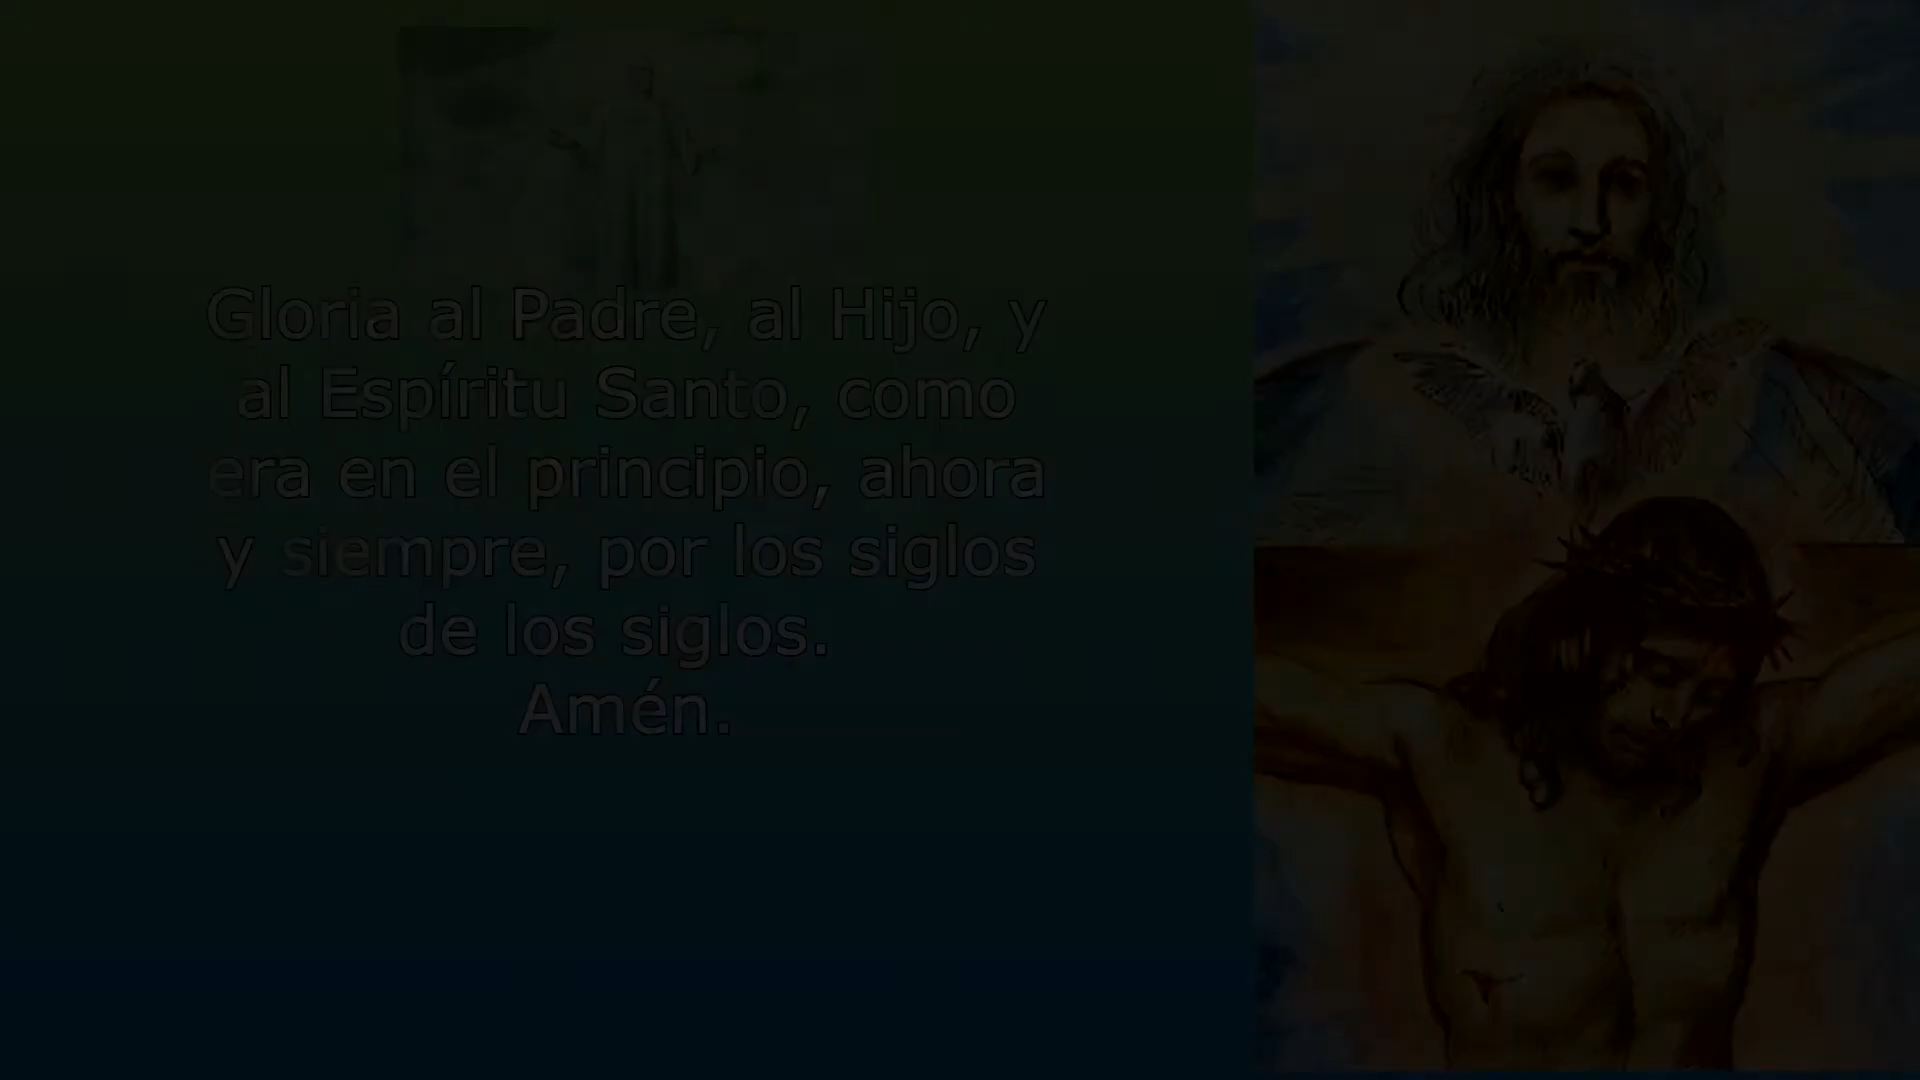 Gloria al Padre, al Hijo, y
al Espíritu Santo, como
era en el principio, ahora
y siempre, por los siglos
de los siglos.
Amén.